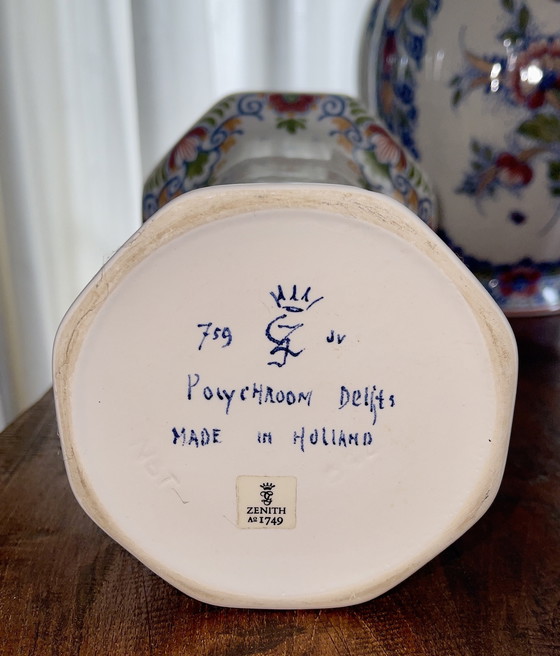 759 JV
Polychroom Delfts
MADE in HOLLAND
ZENITH
Aº 1749